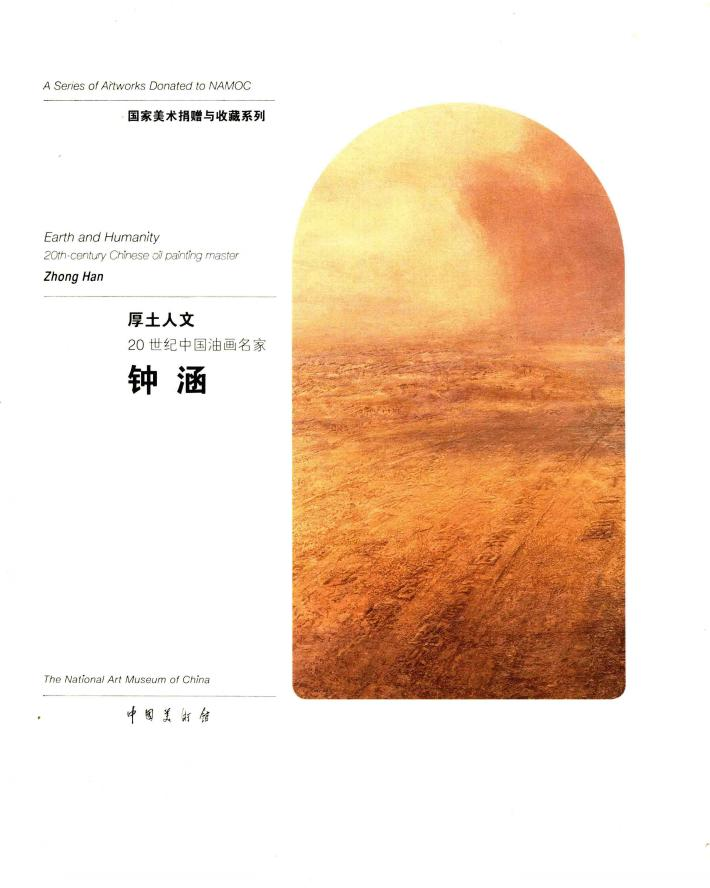 A Series of Artworks Donated to NAMOC
国家美术捐赠与收藏系列
Earth and Humanity
20th-century Chinese oil painting master
Zhong Han
厚土人文
20 世纪中国油画名家
钟 涵
The National Art Museum of China
中国美术馆